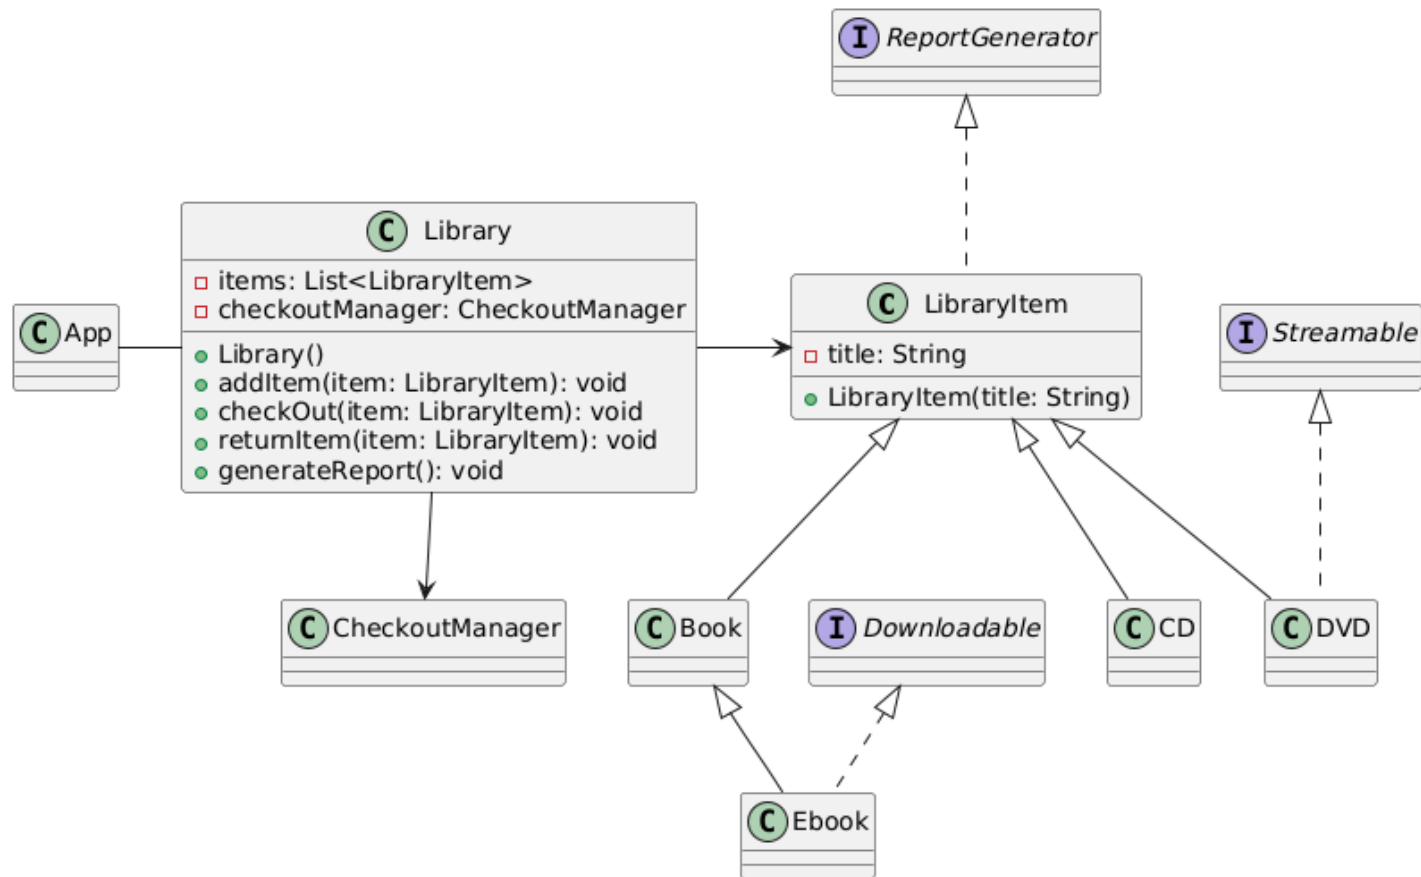 I ReportGenerator
C Library
items: List<LibraryItem>
checkoutManager: CheckoutManager
Library()
addItem(item: LibraryItem): void
checkOut(item: LibraryItem): void
returnItem(item: LibraryItem): void
generateReport(): void
C App
C LibraryItem
title: String
LibraryItem(title: String)
I Streamable
C CheckoutManager
C Book
I Downloadable
C CD
C DVD
C Ebook